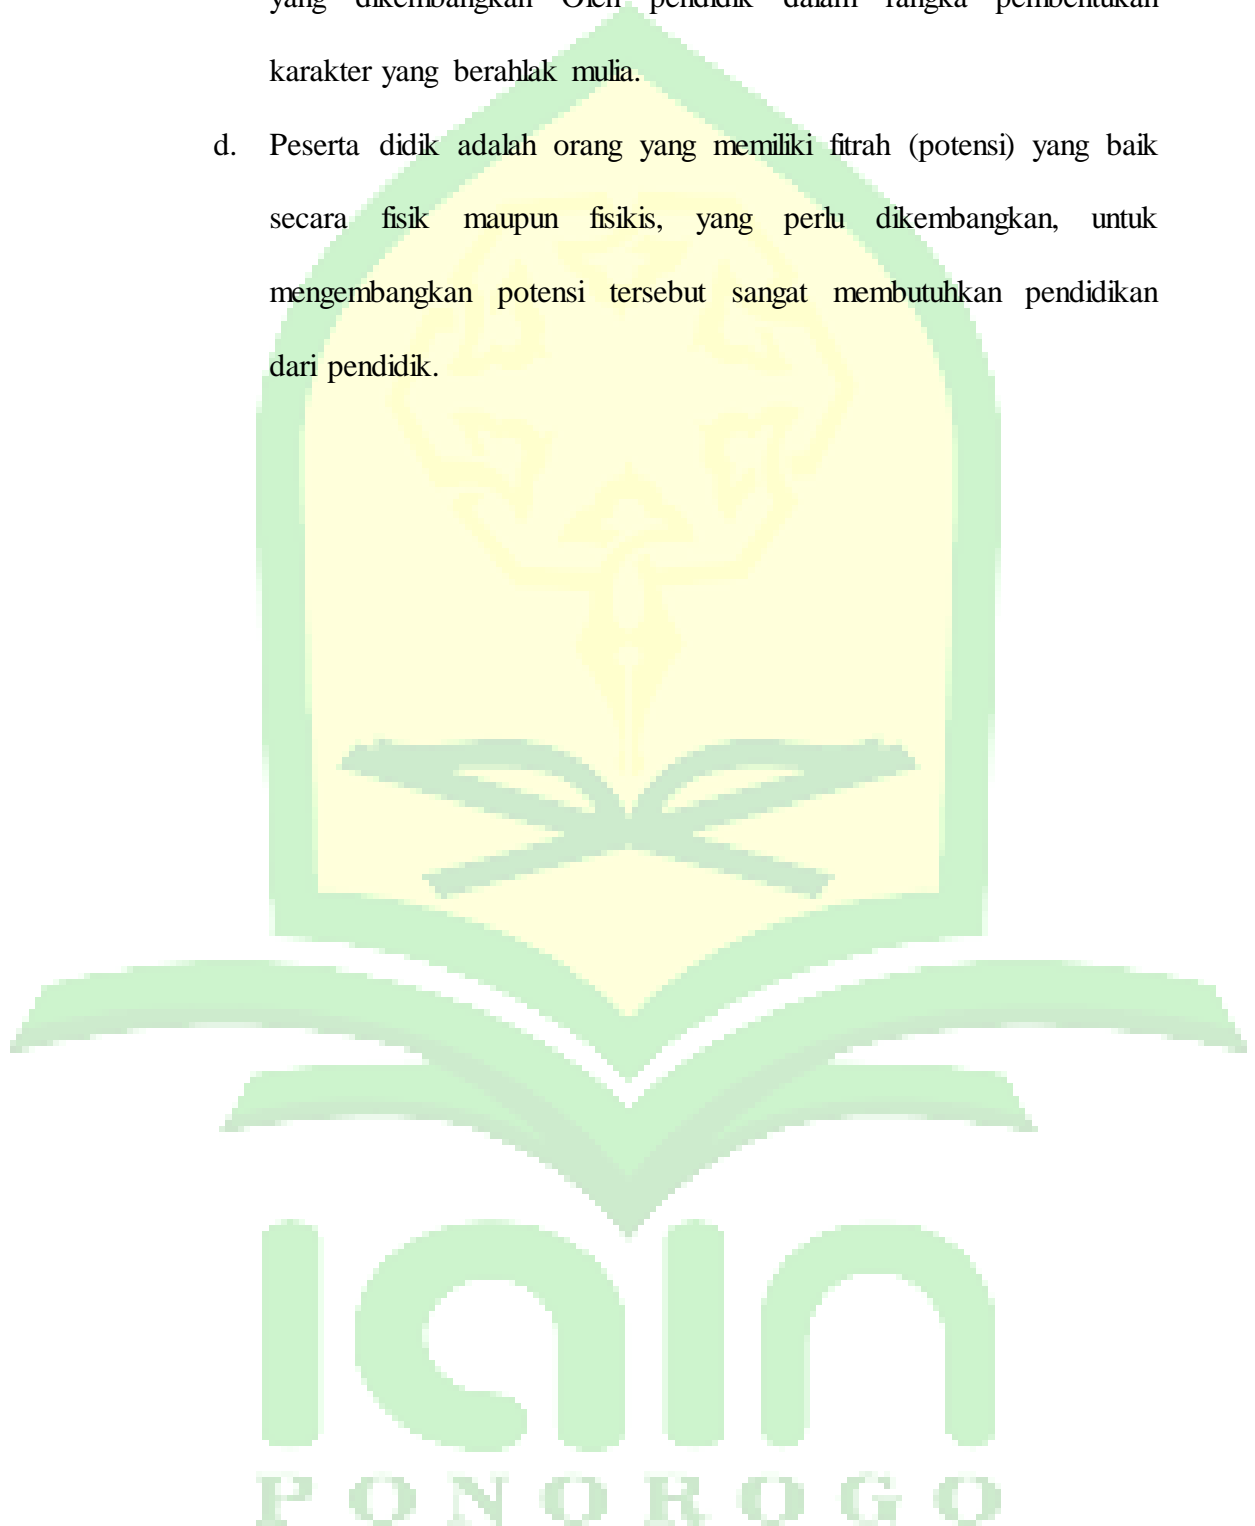 yang dikembangkan Oleh pendidik dalam rangka pembentukan
karakter yang berahlak mulia.
d. Peserta didik adalah orang yang memiliki fitrah (potensi) yang baik
secara fisik maupun fisikis, yang perlu dikembangkan, untuk
mengembangkan potensi tersebut sangat membutuhkan pendidikan
dari pendidik.
iain
PONOROGO